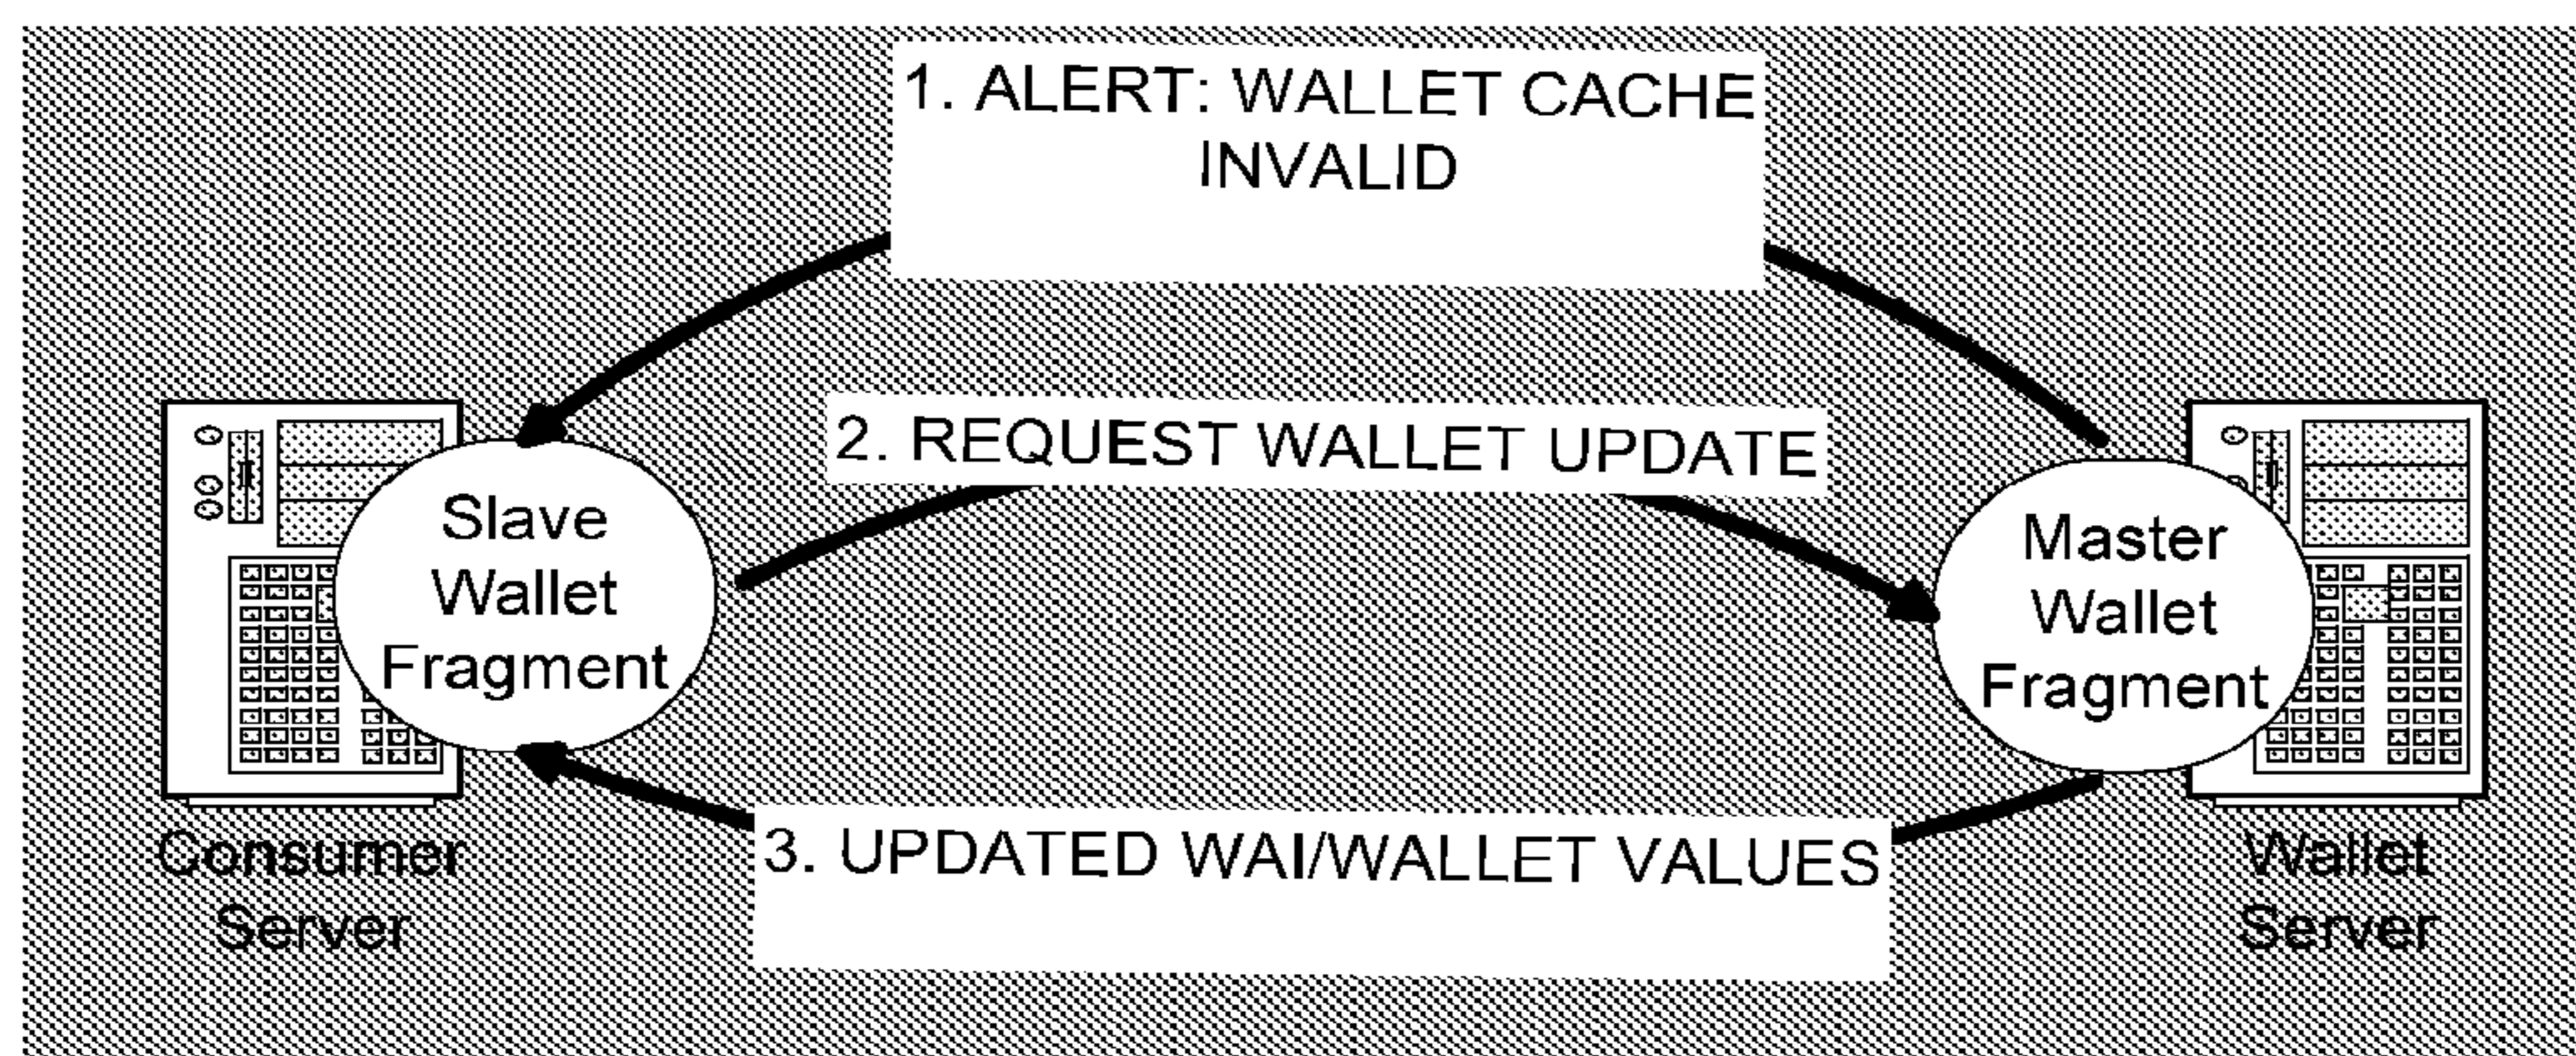 1. ALERT: WALLET CACHE
INVALID
2. REQUEST WALLET UPDATE
Slave
Wallet
Fragment
Master
Wallet
Fragment
3. UPDATED WAI/WALLET VALUES
Consumer
Server
Wallet
Server